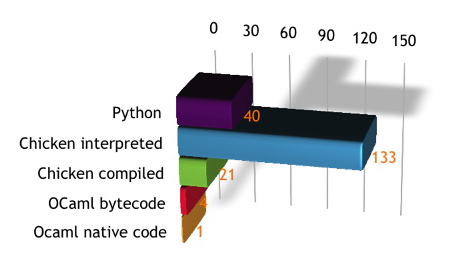 0 30 60 90 120 150
Python 40
Chicken interpreted 133
Chicken compiled 21
OCaml bytecode 4
Ocaml native code 1